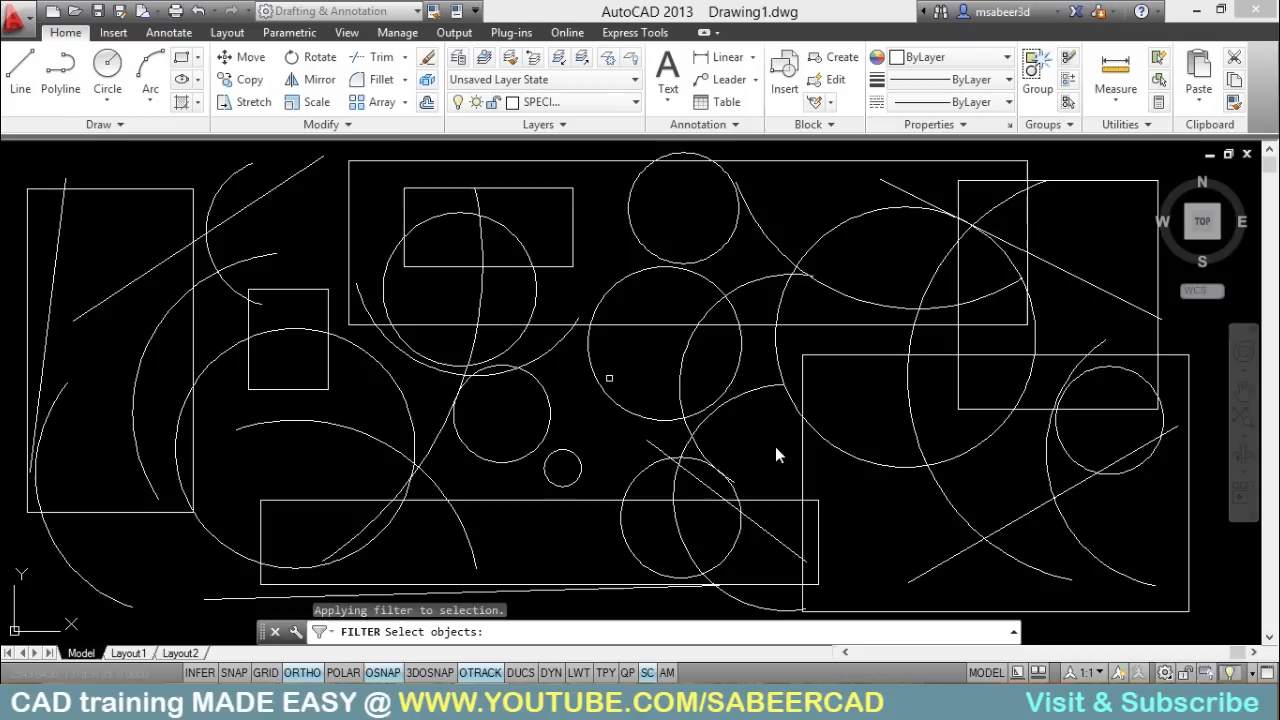 Drafting & Annotation
AutoCAD 2013 Drawing1.dwg
msabeer3d
Home Insert Annotate Layout Parametric View Manage Output Plug-ins Online Express Tools
Line Polyline Circle Arc
Move Rotate Trim
Copy Mirror Fillet
Stretch Scale Array
Unsaved Layer State
SPECI...
Text
Linear
Leader
Table
Insert
Create
Edit
ByLayer
ByLayer
ByLayer
Group
Measure
Paste
Draw Modify Layers Annotation Block Properties Groups Utilities Clipboard
N
W TOP E
S
WCS
Y
X
Applying filter to selection.
FILTER Select objects:
Model Layout1 Layout2
INFER SNAP GRID ORTHO POLAR OSNAP 3DOSNAP OTRACK DUCS DYN LWT TPY QP SC AM MODEL 1:1
CAD training MADE EASY @ WWW.YOUTUBE.COM/SABEERCAD Visit & Subscribe